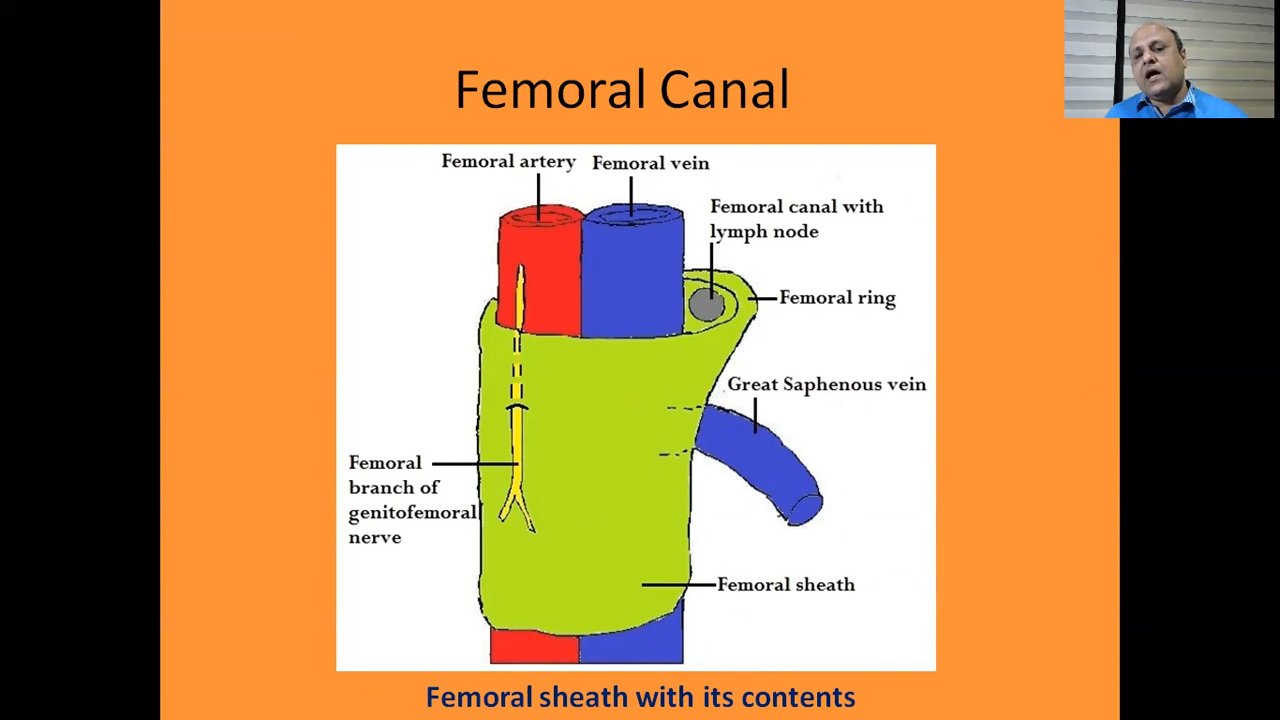 Femoral Canal
Femoral artery
Femoral vein
Femoral canal with
lymph node
Femoral ring
Great Saphenous vein
Femoral
branch of
genitofemoral
nerve
Femoral sheath
Femoral sheath with its contents